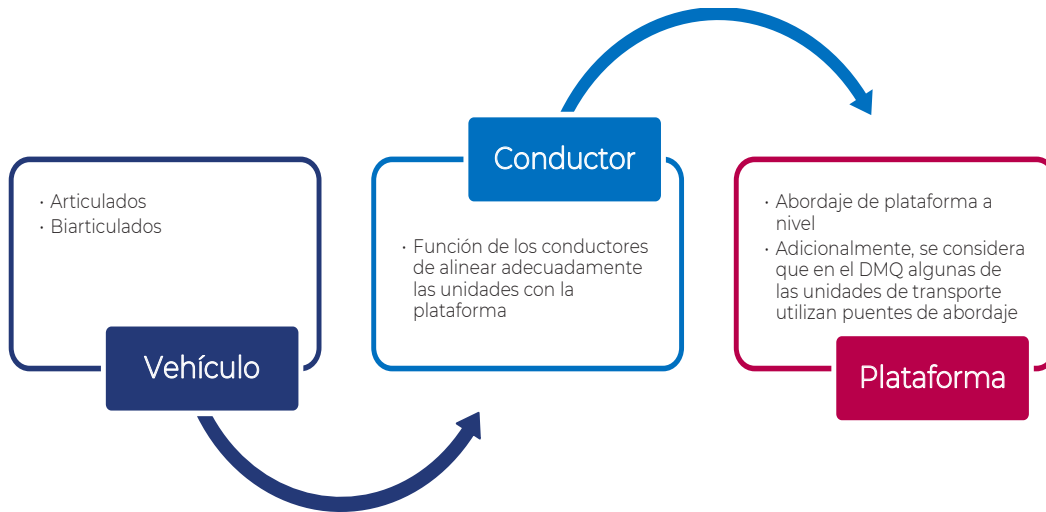 · Articulados
· Biarticulados
Vehículo
Conductor
· Función de los conductores
de alinear adecuadamente
las unidades con la
plataforma
· Abordaje de plataforma a
nivel
· Adicionalmente, se considera
que en el DMQ algunas de
las unidades de transporte
utilizan puentes de abordaje
Plataforma